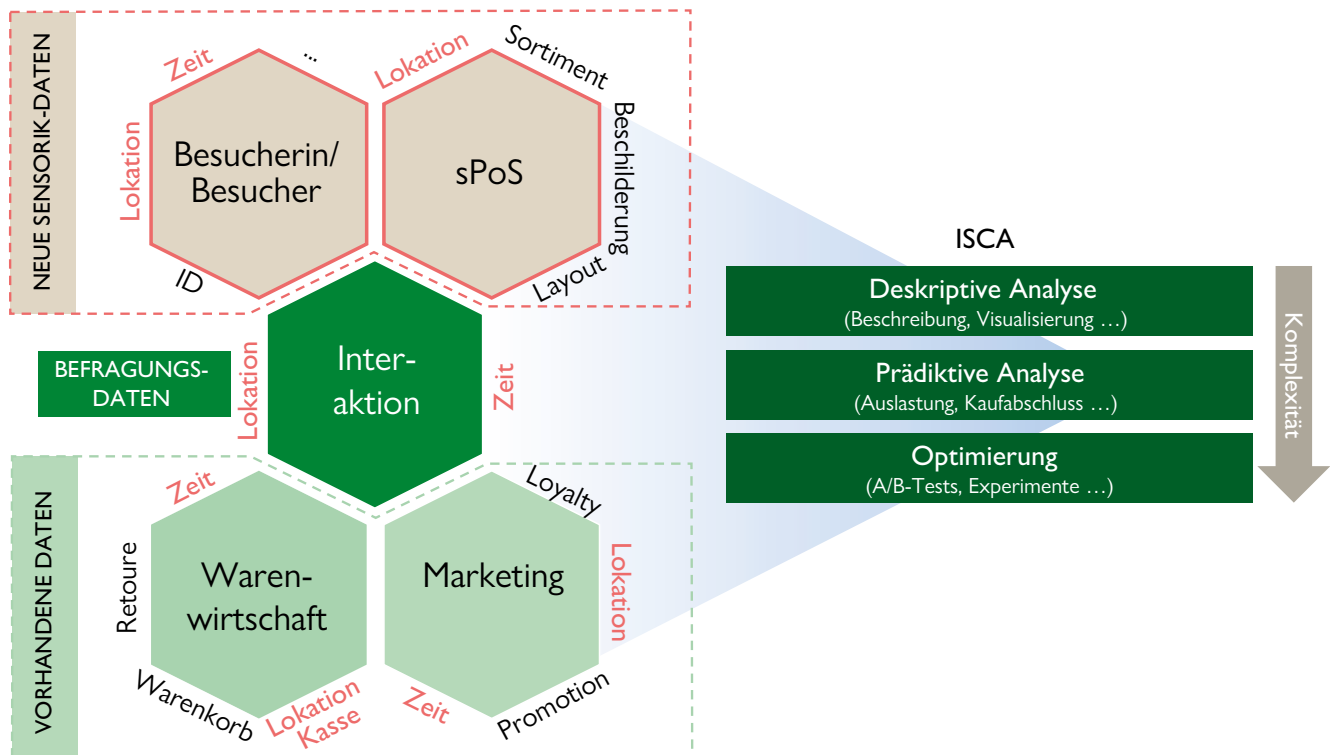 NEUE SENSORIK-DATEN
Zeit
...
Lokation
Besucherin/
Besucher
ID
Lokation
Sortiment
Beschilderung
sPoS
Layout
BEFRAGUNGS-
DATEN
Lokation
Inter-
aktion
Zeit
VORHANDENE DATEN
Zeit
Retoure
Waren-
wirtschaft
Warenkorb
Lokation
Kasse
Loyalty
Marketing
Lokation
Zeit
Promotion
ISCA
Deskriptive Analyse
(Beschreibung, Visualisierung ...)
Prädiktive Analyse
(Auslastung, Kaufabschluss ...)
Optimierung
(A/B-Tests, Experimente ...)
Komplexität